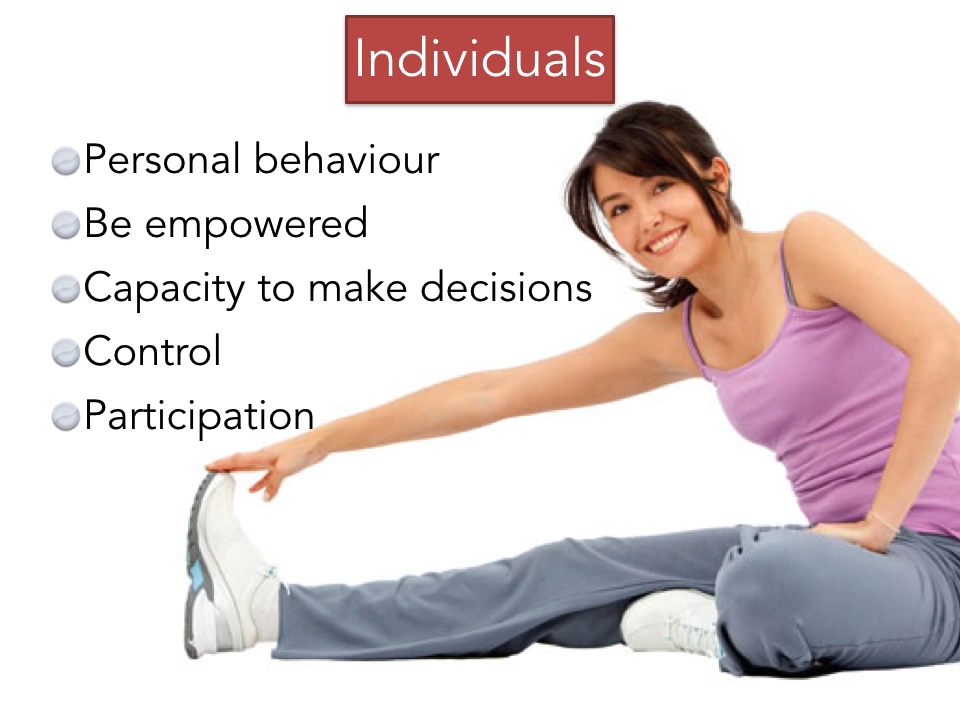 Individuals
Personal behaviour
Be empowered
Capacity to make decisions
Control
Participation